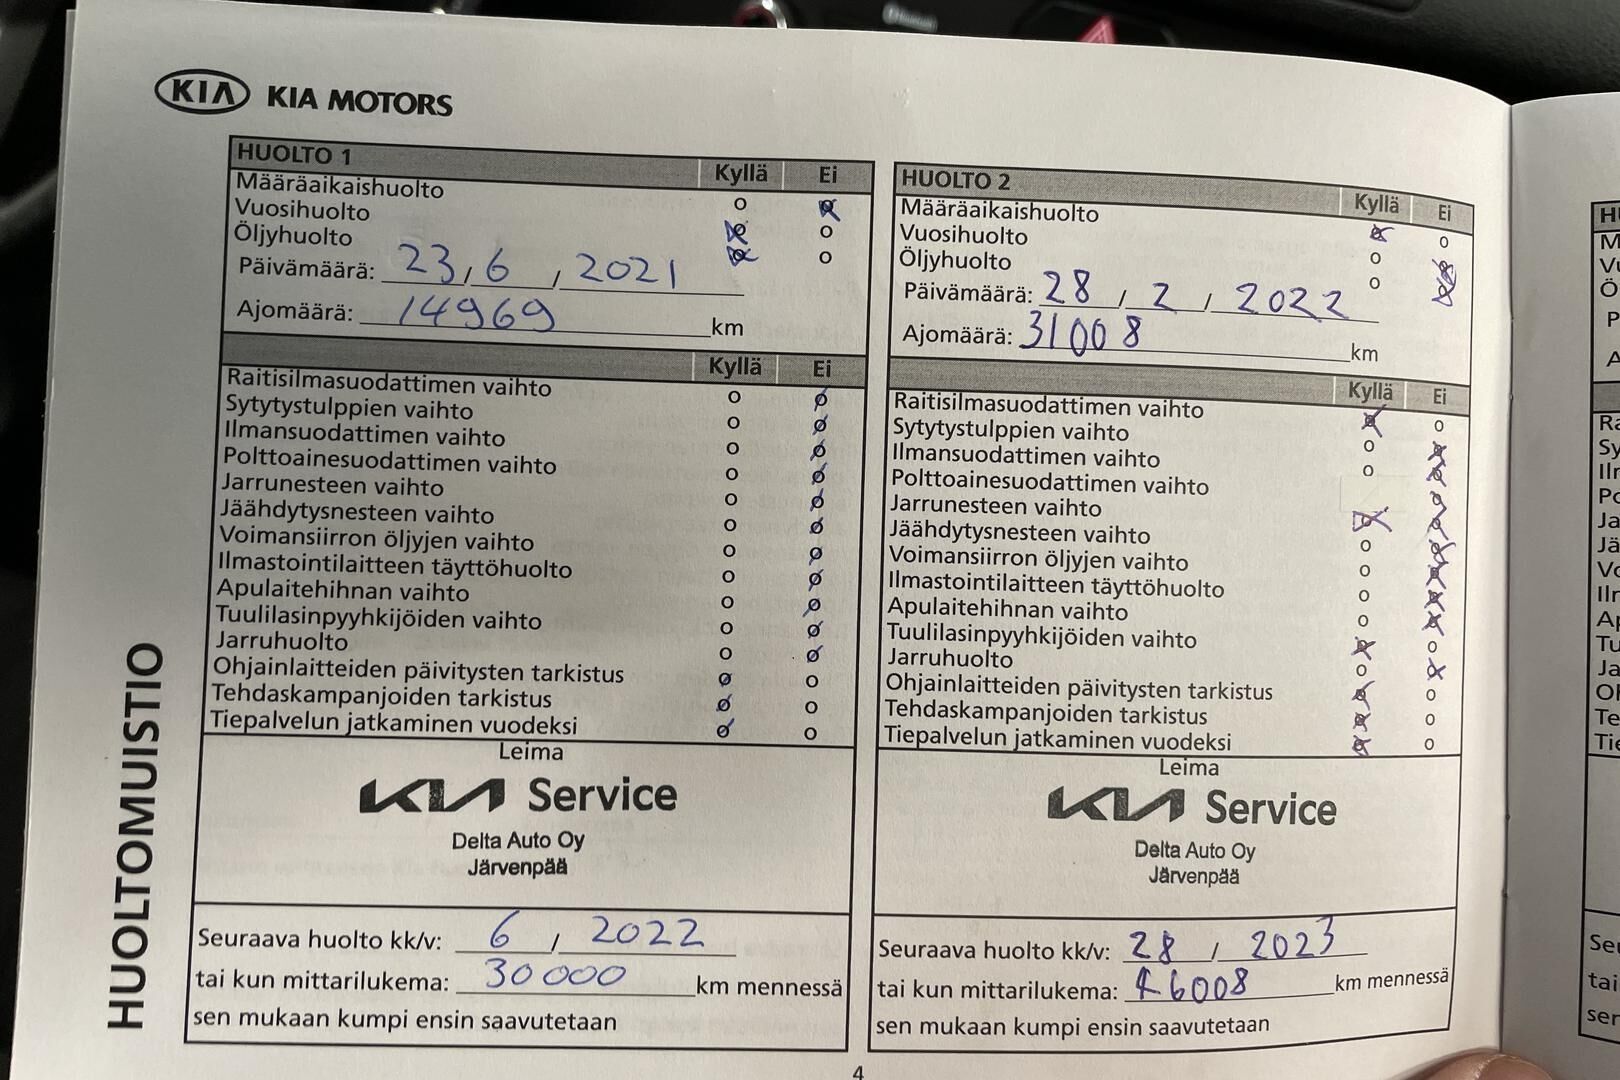 KIA KIA MOTORS
HUOLTOMUISTIO
HUOLTO 1 Kyllä Ei
Määräaikaishuolto
Vuosihuolto
Öljyhuolto
Päivämäärä: 23 / 6 / 2021
Ajomäärä: 14969 km
Kyllä Ei
Raitisilmasuodattimen vaihto
Sytytystulppien vaihto
Ilmansuodattimen vaihto
Polttoainesuodattimen vaihto
Jarrunesteen vaihto
Jäähdytysnesteen vaihto
Voimansiirron öljyjen vaihto
Ilmastointilaitteen täyttöhuolto
Apulaitehihnan vaihto
Tuulilasinpyyhkijöiden vaihto
Jarruhuolto
Ohjainlaitteiden päivitysten tarkistus
Tehdaskampanjoiden tarkistus
Tiepalvelun jatkaminen vuodeksi
Leima
KIA Service
Delta Auto Oy
Järvenpää
Seuraava huolto kk/v: 6 / 2022
tai kun mittarilukema: 30000 km mennessä
sen mukaan kumpi ensin saavutetaan
HUOLTO 2 Kyllä Ei
Määräaikaishuolto
Vuosihuolto
Öljyhuolto
Päivämäärä: 28 / 2 / 2022
Ajomäärä: 31008 km
Kyllä Ei
Raitisilmasuodattimen vaihto
Sytytystulppien vaihto
Ilmansuodattimen vaihto
Polttoainesuodattimen vaihto
Jarrunesteen vaihto
Jäähdytysnesteen vaihto
Voimansiirron öljyjen vaihto
Ilmastointilaitteen täyttöhuolto
Apulaitehihnan vaihto
Tuulilasinpyyhkijöiden vaihto
Jarruhuolto
Ohjainlaitteiden päivitysten tarkistus
Tehdaskampanjoiden tarkistus
Tiepalvelun jatkaminen vuodeksi
Leima
KIA Service
Delta Auto Oy
Järvenpää
Seuraava huolto kk/v: 28 / 2023
tai kun mittarilukema: 46008 km mennessä
sen mukaan kumpi ensin saavutetaan
4